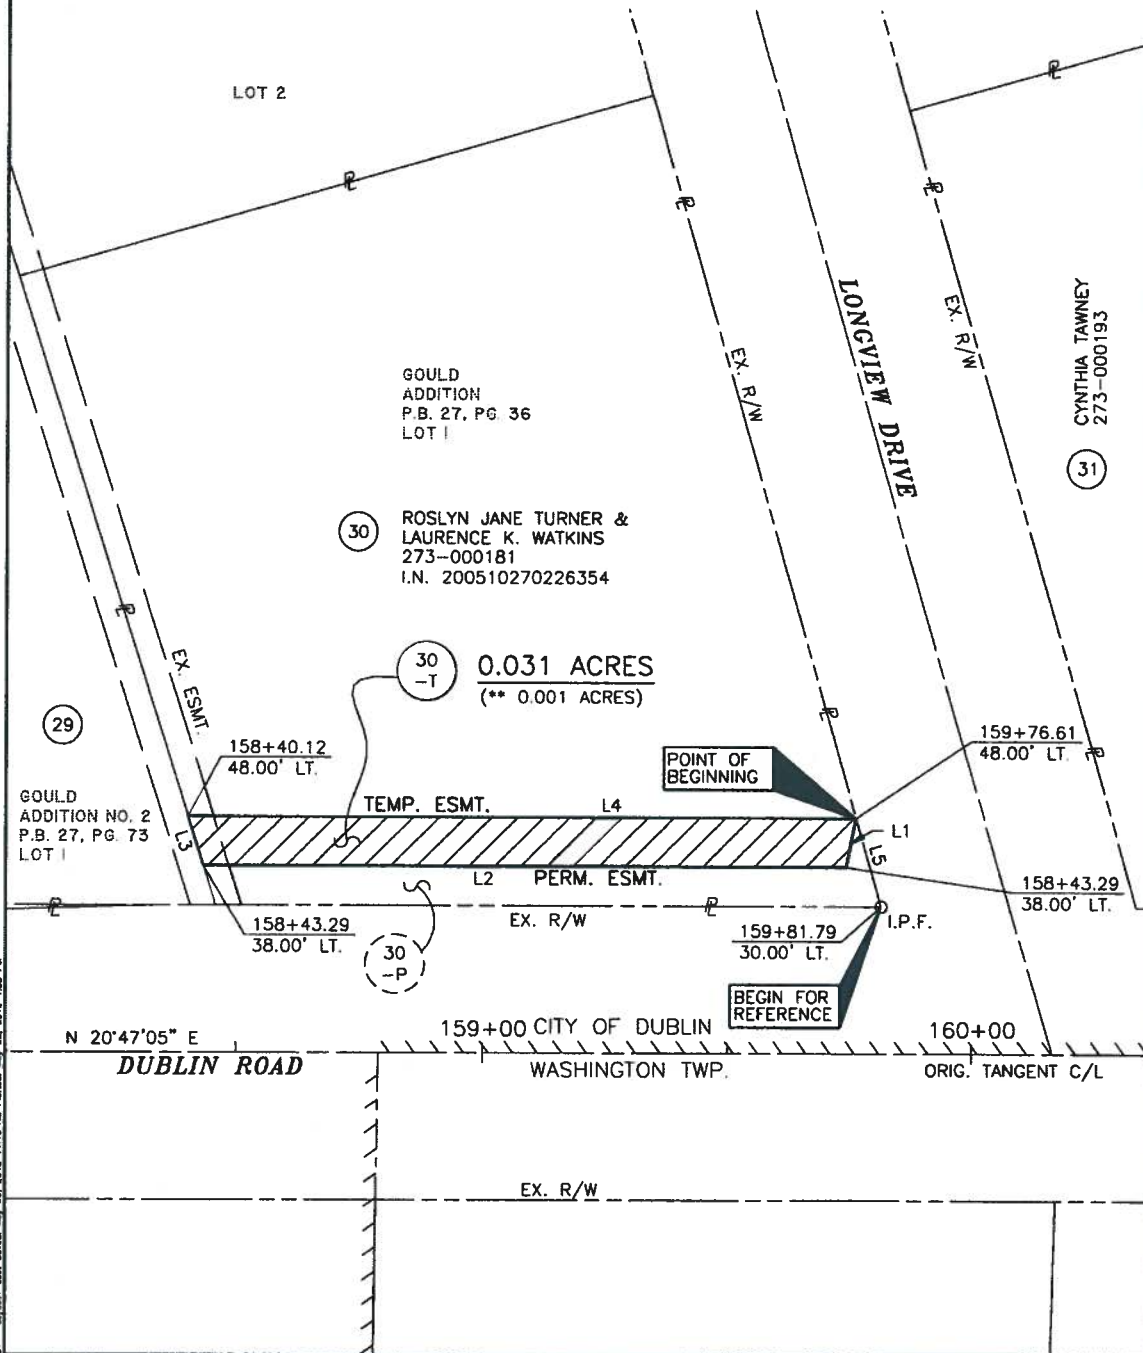 LOT 2
GOULD
ADDITION
P.B. 27, PG. 36
LOT 1
EX. R/W
LONGVIEW DRIVE
EX. R/W
CYNTHIA TAWNEY
273-000193
31
30
ROSLYN JANE TURNER &
LAURENCE K. WATKINS
273-000181
I.N. 200510270226354
30
-T
0.031 ACRES
(** 0.001 ACRES)
EX. ESMT.
29
158+40.12
48.00' LT.
POINT OF
BEGINNING
159+76.61
48.00' LT.
GOULD
ADDITION NO. 2
P.B. 27, PG. 73
LOT 1
TEMP. ESMT.
L4
L3
L1
L5
L2
PERM. ESMT.
158+43.29
38.00' LT.
158+43.29
38.00' LT.
EX. R/W
I.P.F.
159+81.79
30.00' LT.
30
-P
BEGIN FOR
REFERENCE
N 20°47'05" E
159+00
CITY OF DUBLIN
160+00
DUBLIN ROAD
WASHINGTON TWP.
ORIG. TANGENT C/L
EX. R/W